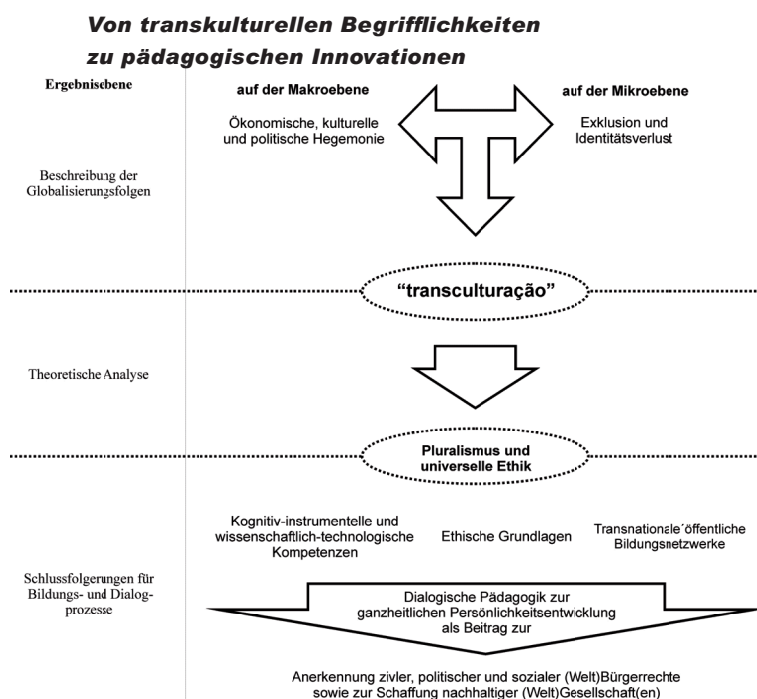 Von transkulturellen Begrifflichkeiten
zu pädagogischen Innovationen
Ergebnisebene
auf der Makroebene
Ökonomische, kulturelle
und politische Hegemonie
auf der Mikroebene
Exklusion und
Identitätsverlust
Beschreibung der
Globalisierungsfolgen
“transculturação”
Theoretische Analyse
Pluralismus und
universelle Ethik
Kognitiv-instrumentelle und
wissenschaftlich-technologische
Kompetenzen
Ethische Grundlagen
Transnationale´öffentliche
Bildungsnetzwerke
Schlussfolgerungen für
Bildungs- und Dialog-
prozesse
Dialogische Pädagogik zur
ganzheitlichen Persönlichkeitsentwicklung
als Beitrag zur
Anerkennung zivler, politischer und sozialer (Welt)Bürgerrechte
sowie zur Schaffung nachhaltiger (Welt)Gesellschaft(en)